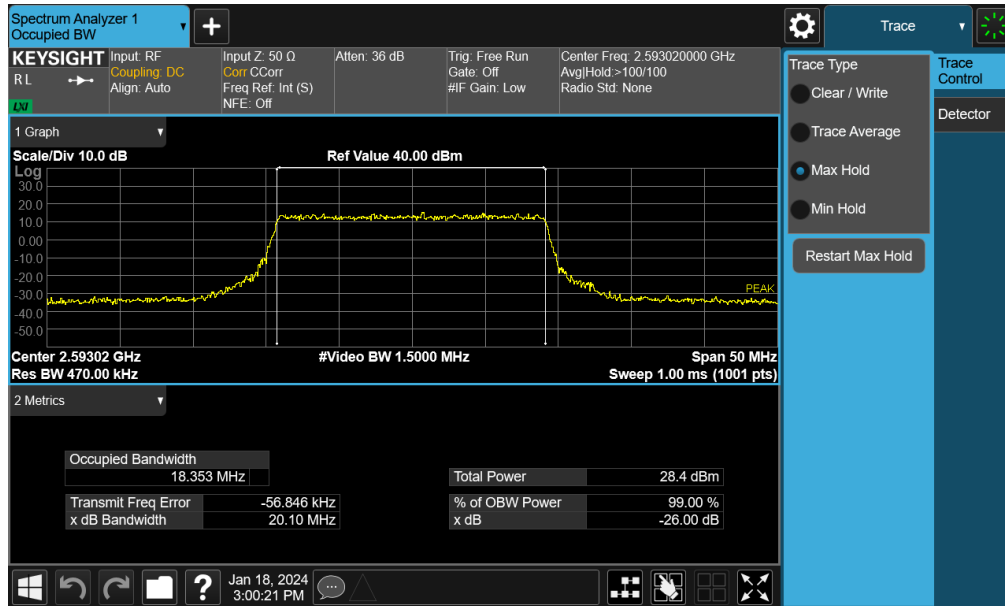 Spectrum Analyzer 1
Occupied BW
+
Trace
KEYSIGHT
R L
LXI
Input: RF
Coupling: DC
Align: Auto
Input Z: 50 Ω
Corr CCorr
Freq Ref: Int (S)
NFE: Off
Atten: 36 dB
Trig: Free Run
Gate: Off
#IF Gain: Low
Center Freq: 2.593020000 GHz
Avg|Hold:>100/100
Radio Std: None
Trace Type
Clear / Write
Trace Average
Max Hold
Min Hold
Restart Max Hold
Trace
Control
Detector
1 Graph
Scale/Div 10.0 dB
Ref Value 40.00 dBm
Log
30.0
20.0
10.0
0.00
-10.0
-20.0
-30.0
-40.0
-50.0
PEAK
Center 2.59302 GHz
#Video BW 1.5000 MHz
Span 50 MHz
Res BW 470.00 kHz
Sweep 1.00 ms (1001 pts)
2 Metrics
Occupied Bandwidth
18.353 MHz
Total Power 28.4 dBm
Transmit Freq Error -56.846 kHz
% of OBW Power 99.00 %
x dB Bandwidth 20.10 MHz
x dB -26.00 dB
?
Jan 18, 2024
3:00:21 PM